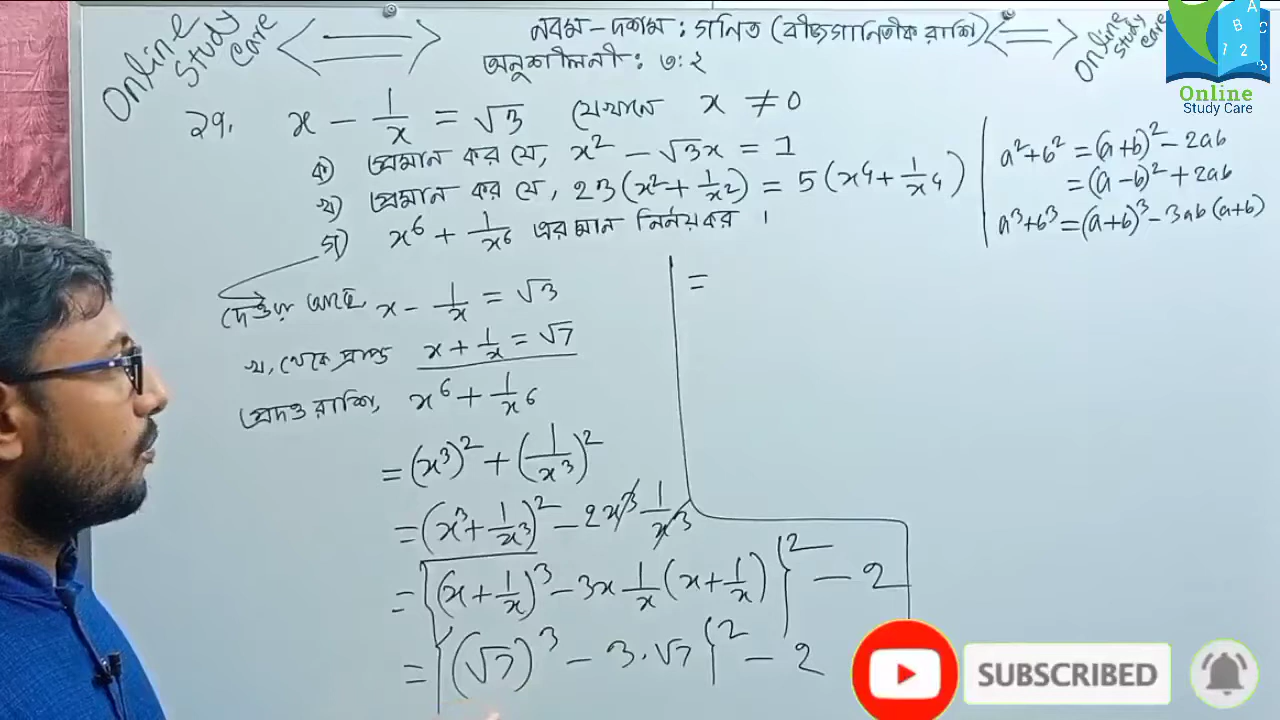 Online Study Care
নবম-দশম : গনিত (বীজগানিতীক রাশি)
অনুশীলনী: ৩:২
Online Study Care
A B C 1 2 3
Online
Study Care
২৭. x - 1/x = √3 যেখানে x ≠ 0
ক) প্রমান কর যে, x² - √3x = 1
খ) প্রমান কর যে, 23(x² + 1/x²) = 5(x⁴ + 1/x⁴)
গ) x⁶ + 1/x⁶ এর মান নির্নয় কর ।
a² + b² = (a+b)² - 2ab
= (a-b)² + 2ab
a³ + b³ = (a+b)³ - 3ab(a+b)
দেওয়া আছে x - 1/x = √3
খ, থেকে প্রাপ্ত x + 1/x = √7
প্রদত্ত রাশি, x⁶ + 1/x⁶
= (x³)² + (1/x³)²
= (x³ + 1/x³)² - 2x³ 1/x³
= {(x + 1/x)³ - 3x 1/x (x + 1/x)}² - 2
= {(√7)³ - 3.√7}² - 2
=
SUBSCRIBED